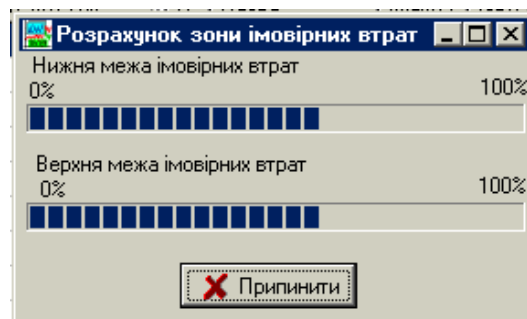 Розрахунок зони імовірних втрат
Нижня межа імовірних втрат
0% 100%
Верхня межа імовірних втрат
0% 100%
Припинити